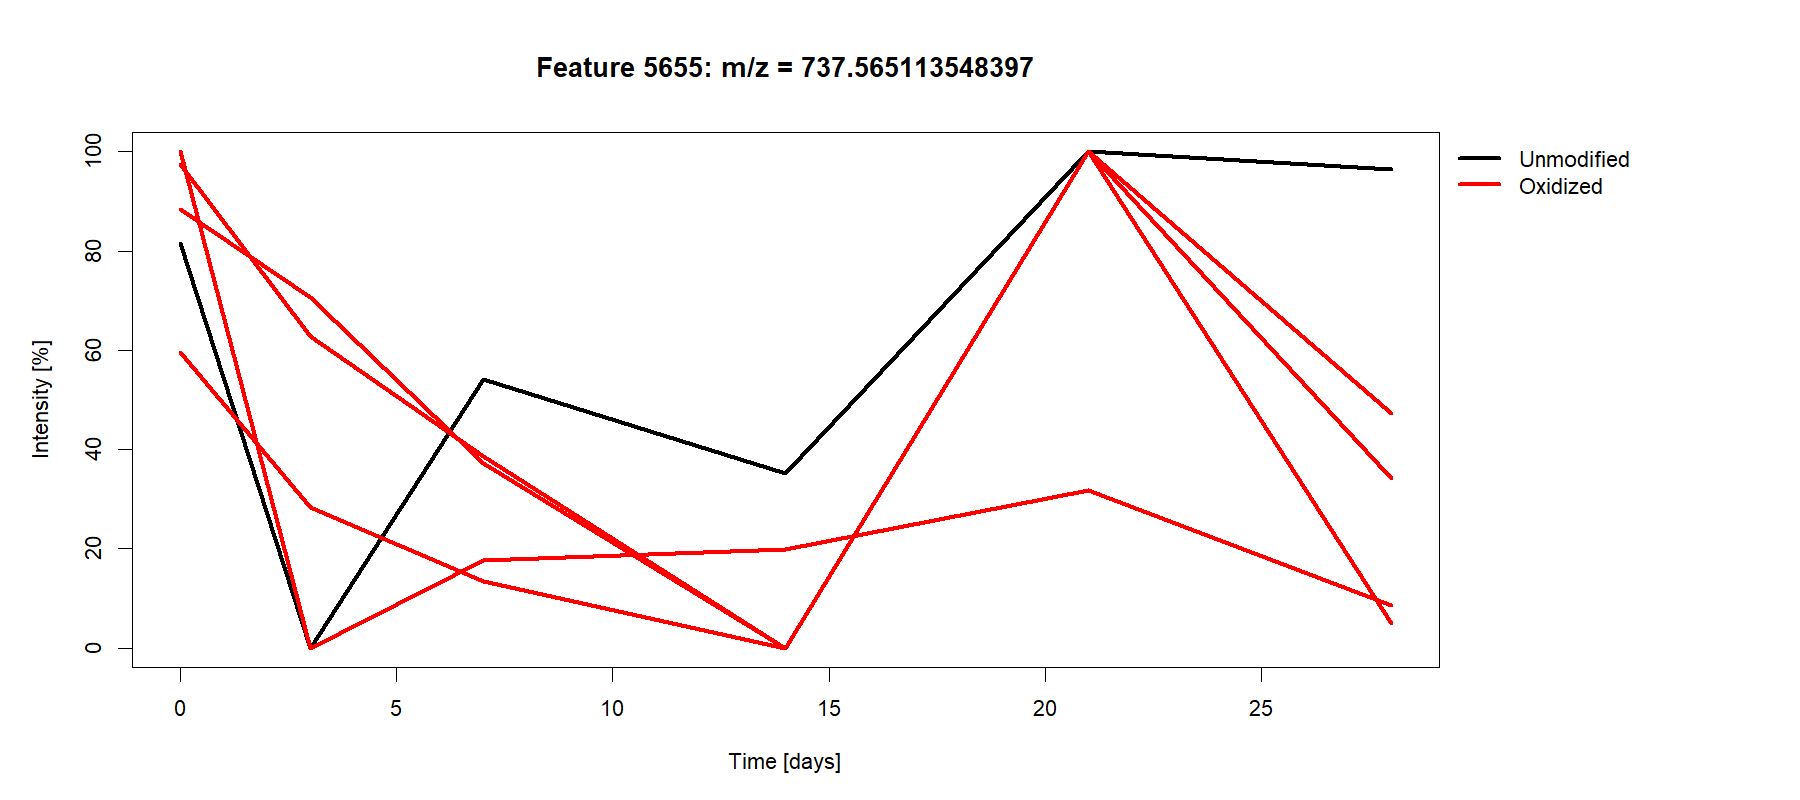 Feature 5655: m/z = 737.565113548397
Unmodified
Oxidized
Intensity [%]
100
80
60
40
20
0
0 5 10 15 20 25
Time [days]